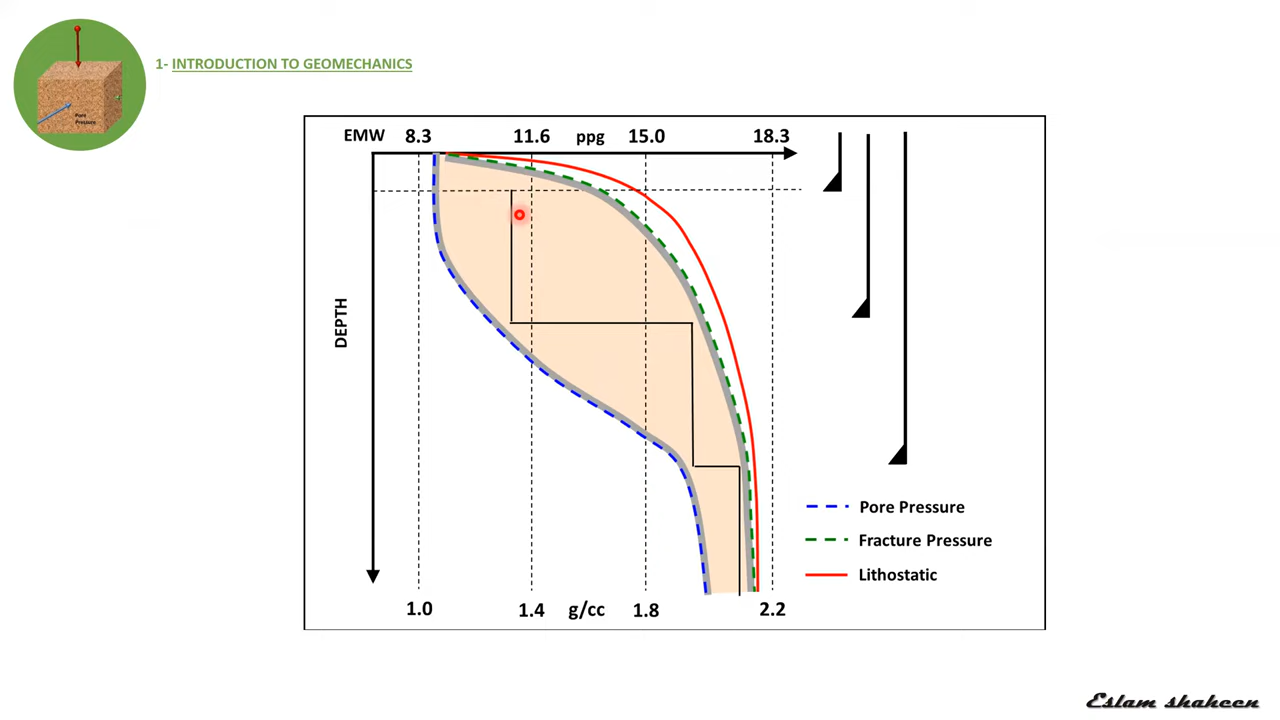 1- INTRODUCTION TO GEOMECHANICS
Pore
Pressure
EMW 8.3 11.6 ppg 15.0 18.3
DEPTH
Pore Pressure
Fracture Pressure
Lithostatic
1.0 1.4 g/cc 1.8 2.2
Eslam shaheen